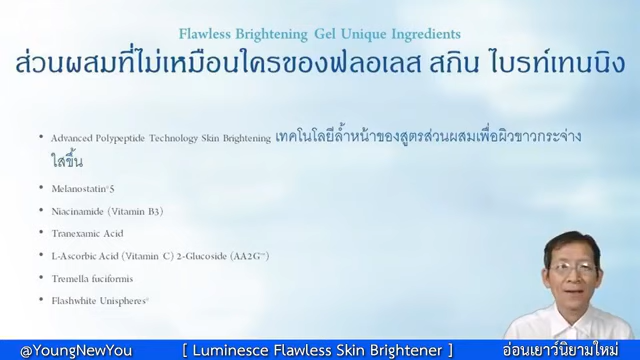 Flawless Brightening Gel Unique Ingredients
ส่วนผสมที่ไม่เหมือนใครของฟลอเลส สกิน ไบรท์เทนนิง
• Advanced Polypeptide Technology Skin Brightening เทคโนโลยีล้ำหน้าของสูตรส่วนผสมเพื่อผิวขาวกระจ่าง
ใสขึ้น
• Melanostatin®5
• Niacinamide (Vitamin B3)
• Tranexamic Acid
• L-Ascorbic Acid (Vitamin C) 2-Glucoside (AA2G™)
• Tremella fuciformis
• Flashwhite Unispheres®
@YoungNewYou [ Luminesce Flawless Skin Brightener ] อ่อนเยาว์นิยามใหม่